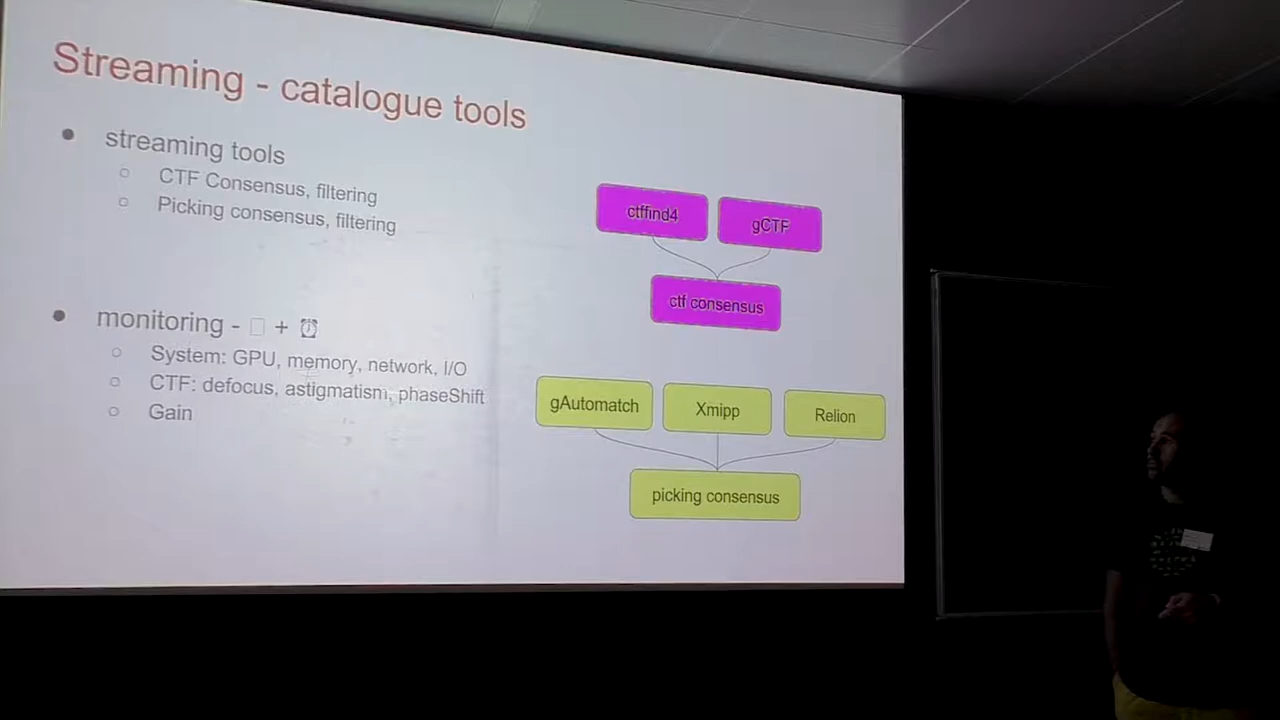 Streaming - catalogue tools
streaming tools
CTF Consensus, filtering
Picking consensus, filtering
monitoring - + ⏰
System: GPU, memory, network, I/O
CTF: defocus, astigmatism, phaseShift
Gain
ctffind4
gCTF
ctf consensus
gAutomatch
Xmipp
Relion
picking consensus